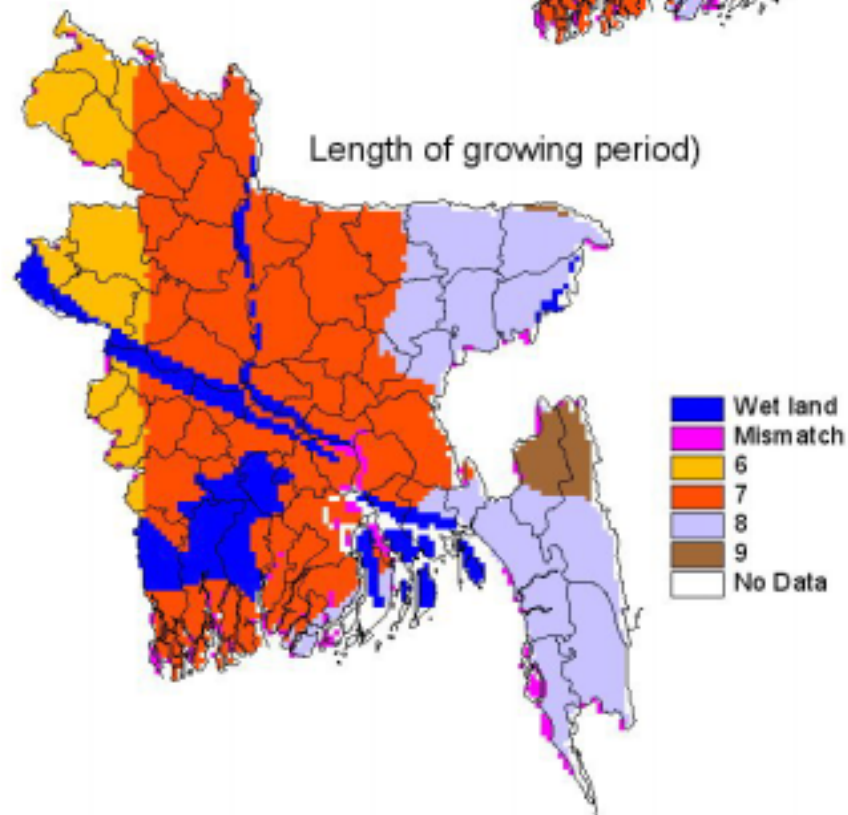 Length of growing period)
Wet land
Mismatch
6
7
8
9
No Data